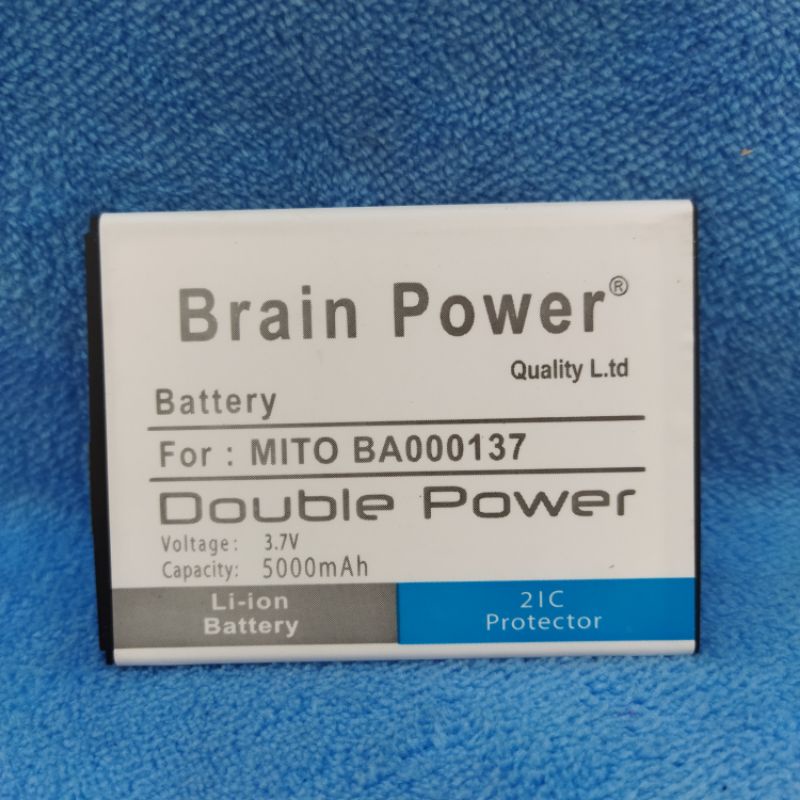 Brain Power®
Quality L.td
Battery
For : MITO BA000137
Double Power
Voltage: 3.7V
Capacity: 5000mAh
Li-ion
Battery
2IC
Protector